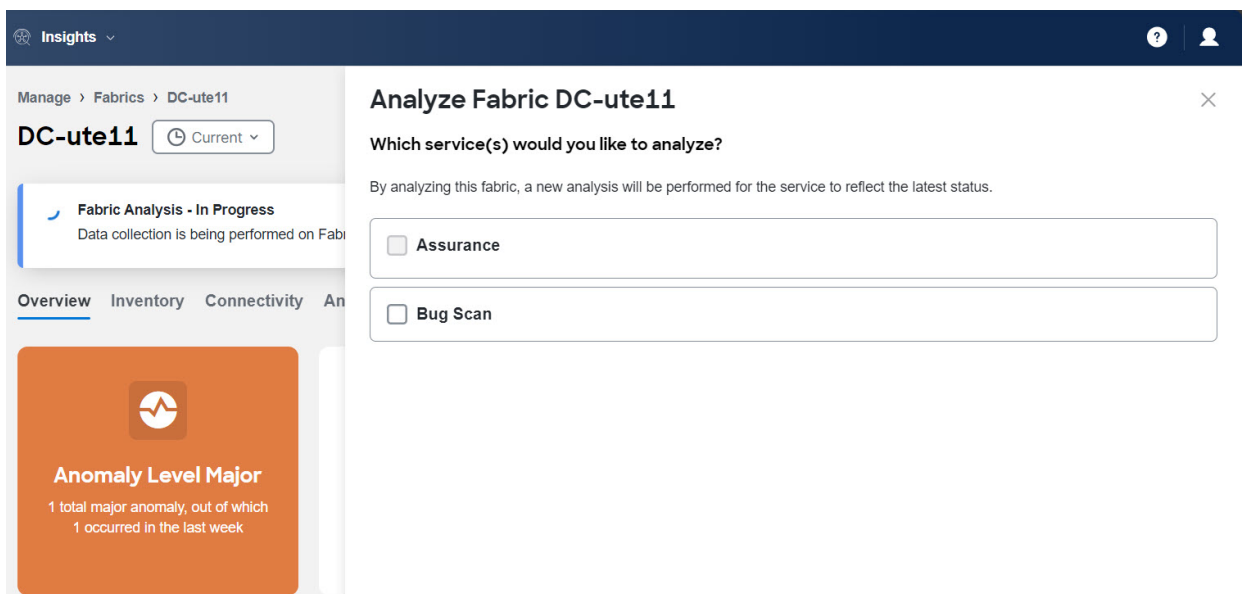 Insights
Manage > Fabrics > DC-ute11
DC-ute11 Current
Fabric Analysis - In Progress
Data collection is being performed on
Overview Inventory Connectivity
Anomaly Level Major
1 total major anomaly, out of which
1 occurred in the last week
Analyze Fabric DC-ute11
Which service(s) would you like to analyze?
By analyzing this fabric, a new analysis will be performed for the service to reflect the latest status.
Assurance
Bug Scan